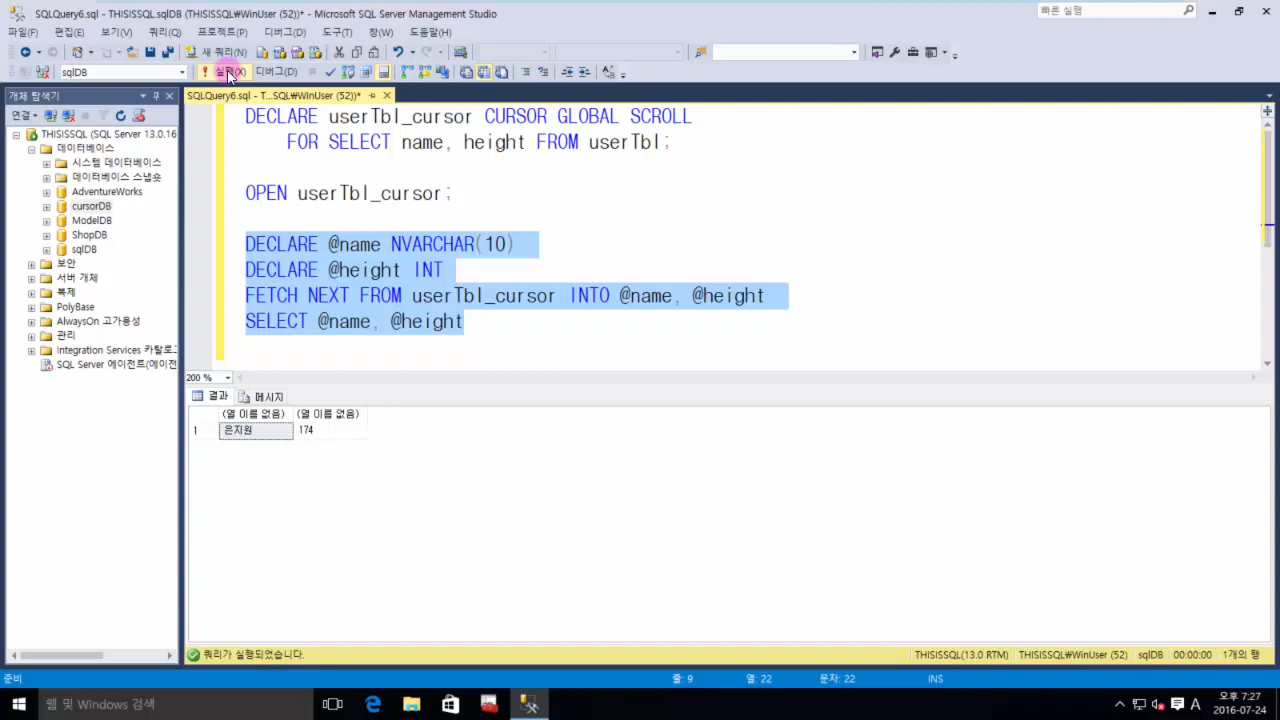 SQLQuery6.sql - THISISSQL.sqlDB (THISISSQL₩WinUser (52))* - Microsoft SQL Server Management Studio
빠른 실행
파일(F) 편집(E) 보기(V) 쿼리(Q) 프로젝트(P) 디버그(D) 도구(T) 창(W) 도움말(H)
새 쿼리(N)
sqlDB
실행(X) 디버그(D)
개체 탐색기
SQLQuery6.sql - T...SQL₩WinUser (52))*
연결
THISISSQL (SQL Server 13.0.16
데이터베이스
시스템 데이터베이스
데이터베이스 스냅숏
AdventureWorks
cursorDB
ModelDB
ShopDB
sqlDB
보안
서버 개체
복제
PolyBase
AlwaysOn 고가용성
관리
Integration Services 카탈로그
SQL Server 에이전트(에이전
DECLARE userTbl_cursor CURSOR GLOBAL SCROLL
FOR SELECT name, height FROM userTbl;
OPEN userTbl_cursor;
DECLARE @name NVARCHAR(10)
DECLARE @height INT
FETCH NEXT FROM userTbl_cursor INTO @name, @height
SELECT @name, @height
200 %
결과 메시지
(열 이름 없음) (열 이름 없음)
1 은지원 174
쿼리가 실행되었습니다.
THISISSQL(13.0 RTM) THISISSQL₩WinUser (52) sqlDB 00:00:00 1개의 행
준비 줄: 9 열: 22 문자: 22 INS
웹 및 Windows 검색
A 오후 7:27
2016-07-24